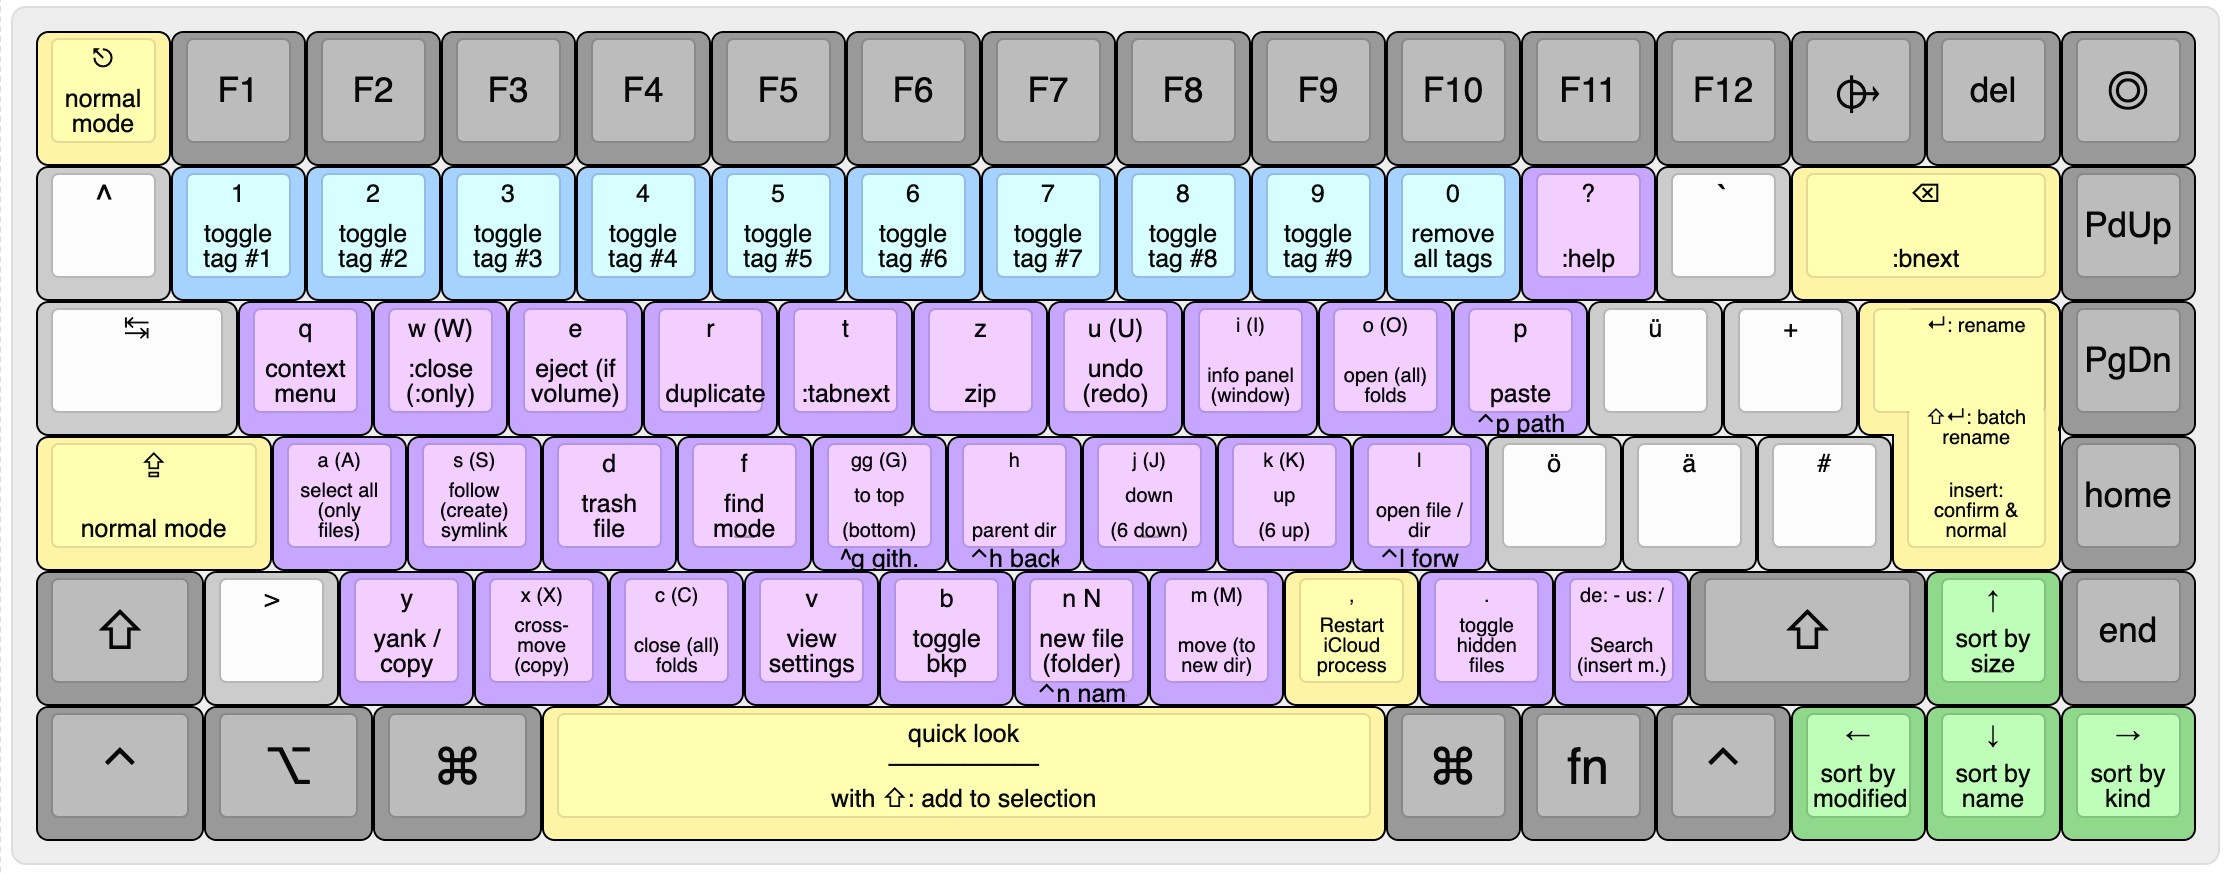 ⎋
normal
mode
F1
F2
F3
F4
F5
F6
F7
F8
F9
F10
F11
F12
del
◎
^
1
toggle
tag #1
2
toggle
tag #2
3
toggle
tag #3
4
toggle
tag #4
5
toggle
tag #5
6
toggle
tag #6
7
toggle
tag #7
8
toggle
tag #8
9
toggle
tag #9
0
remove
all tags
?
:help
`
⌫
:bnext
PdUp
↹
q
context
menu
w (W)
:close
(:only)
e
eject (if
volume)
r
duplicate
t
:tabnext
z
zip
u (U)
undo
(redo)
i (I)
info panel
(window)
o (O)
open (all)
folds
p
paste
^p path
ü
+
↵: rename
⇧↵: batch
rename
insert:
confirm &
normal
PgDn
⇪
normal mode
a (A)
select all
(only
files)
s (S)
follow
(create)
symlink
d
trash
file
f
find
mode
gg (G)
to top
(bottom)
^g gith.
h
parent dir
^h back
j (J)
down
(6 down)
k (K)
up
(6 up)
l
open file /
dir
^l forw
ö
ä
#
home
⇧
>
y
yank /
copy
x (X)
cross-
move
(copy)
c (C)
close (all)
folds
v
view
settings
b
toggle
bkp
n N
new file
(folder)
^n nam
m (M)
move (to
new dir)
,
Restart
iCloud
process
.
toggle
hidden
files
de: - us: /
Search
(insert m.)
⇧
↑
sort by
size
end
^
⌥
⌘
quick look
with ⇧: add to selection
⌘
fn
^
←
sort by
modified
↓
sort by
name
→
sort by
kind